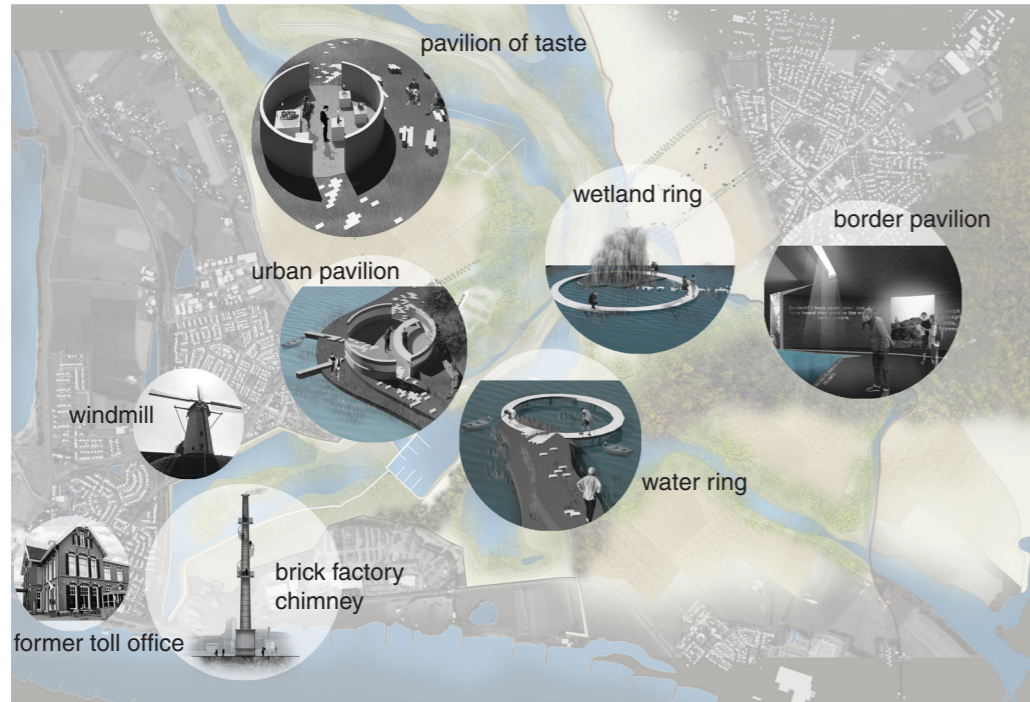 pavilion of taste
wetland ring
border pavilion
urban pavilion
windmill
water ring
brick factory
chimney
former toll office